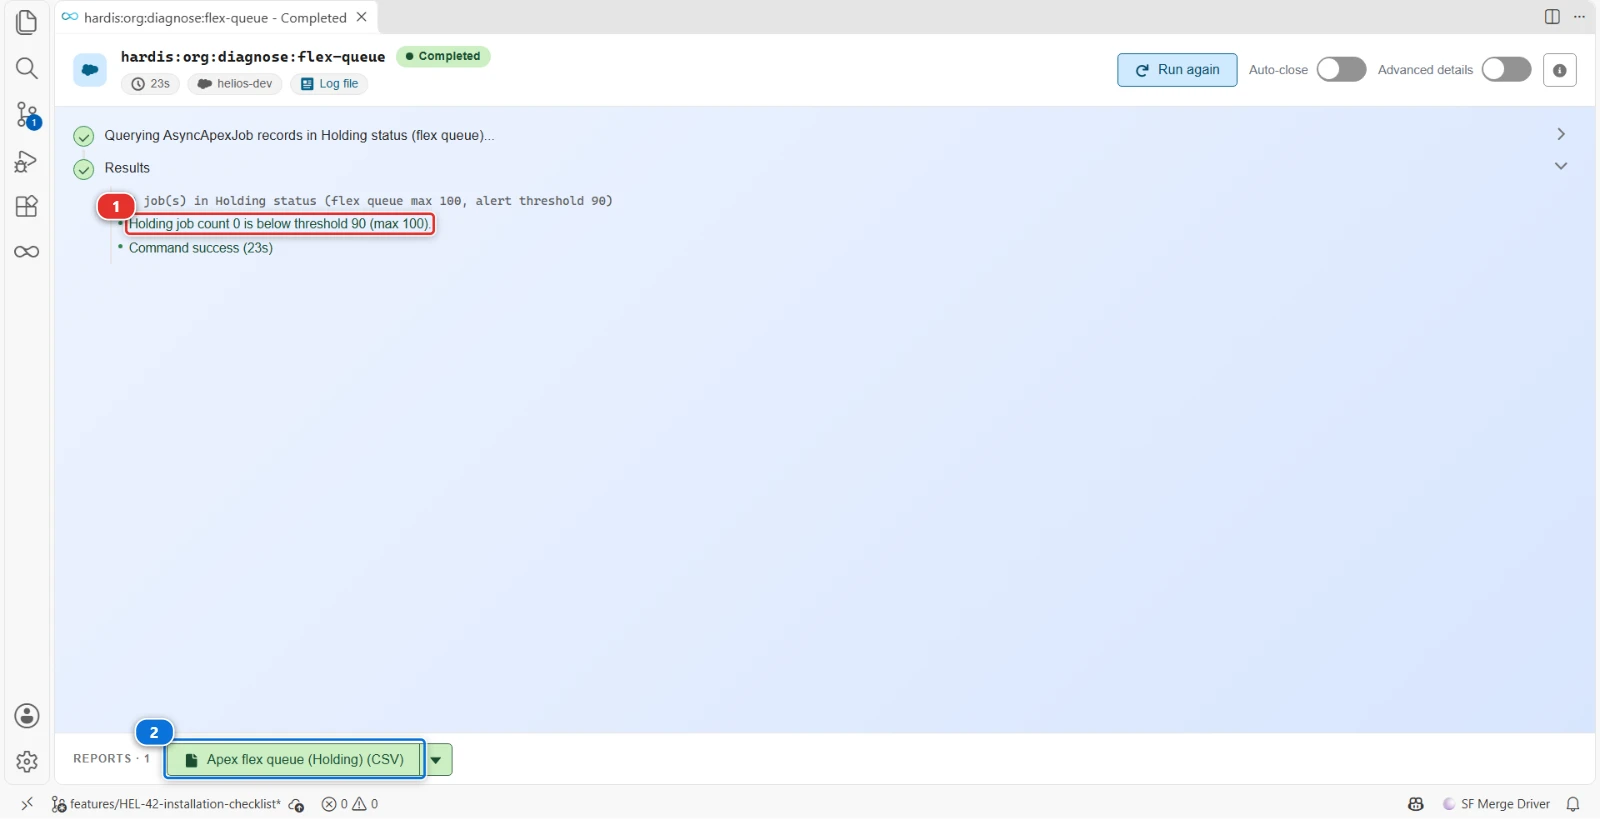 hardis:org:diagnose:flex-queue - Completed
hardis:org:diagnose:flex-queue
Completed
23s
helios-dev
Log file
Run again
Auto-close
Advanced details
1
Querying AsyncApexJob records in Holding status (flex queue)...
Results
job(s) in Holding status (flex queue max 100, alert threshold 90)
1
Holding job count 0 is below threshold 90 (max 100).
Command success (23s)
2
REPORTS · 1
Apex flex queue (Holding) (CSV)
features/HEL-42-installation-checklist*
0
0
SF Merge Driver